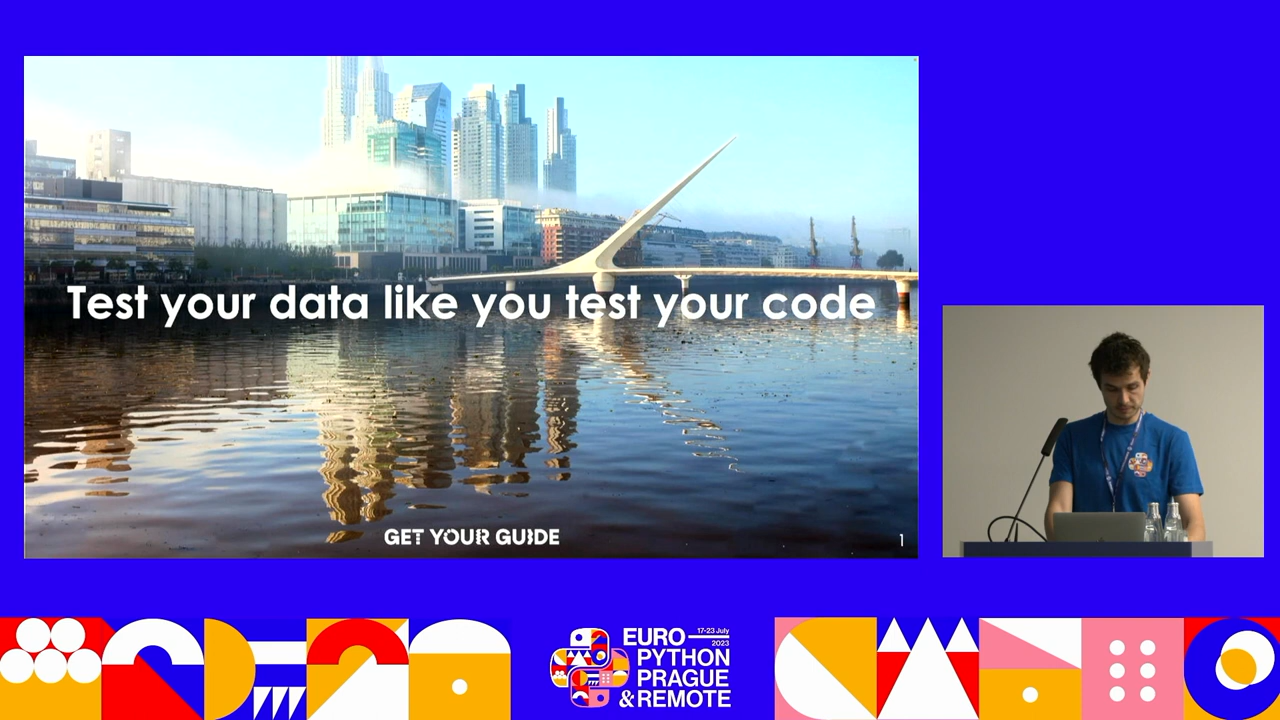 Test your data like you test your code
GET YOUR GUIDE
1
EURO
17-23 July
2023
PYTHON
PRAGUE
& REMOTE